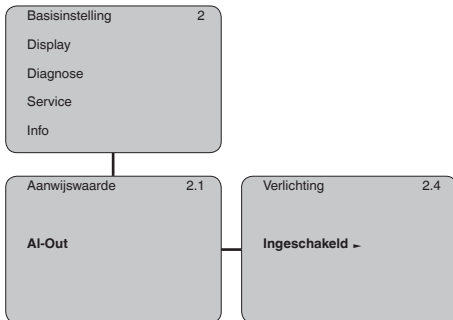 Basisinstelling 2
Display
Diagnose
Service
Info
Aanwijswaarde 2.1
AI-Out
Verlichting 2.4
Ingeschakeld ►